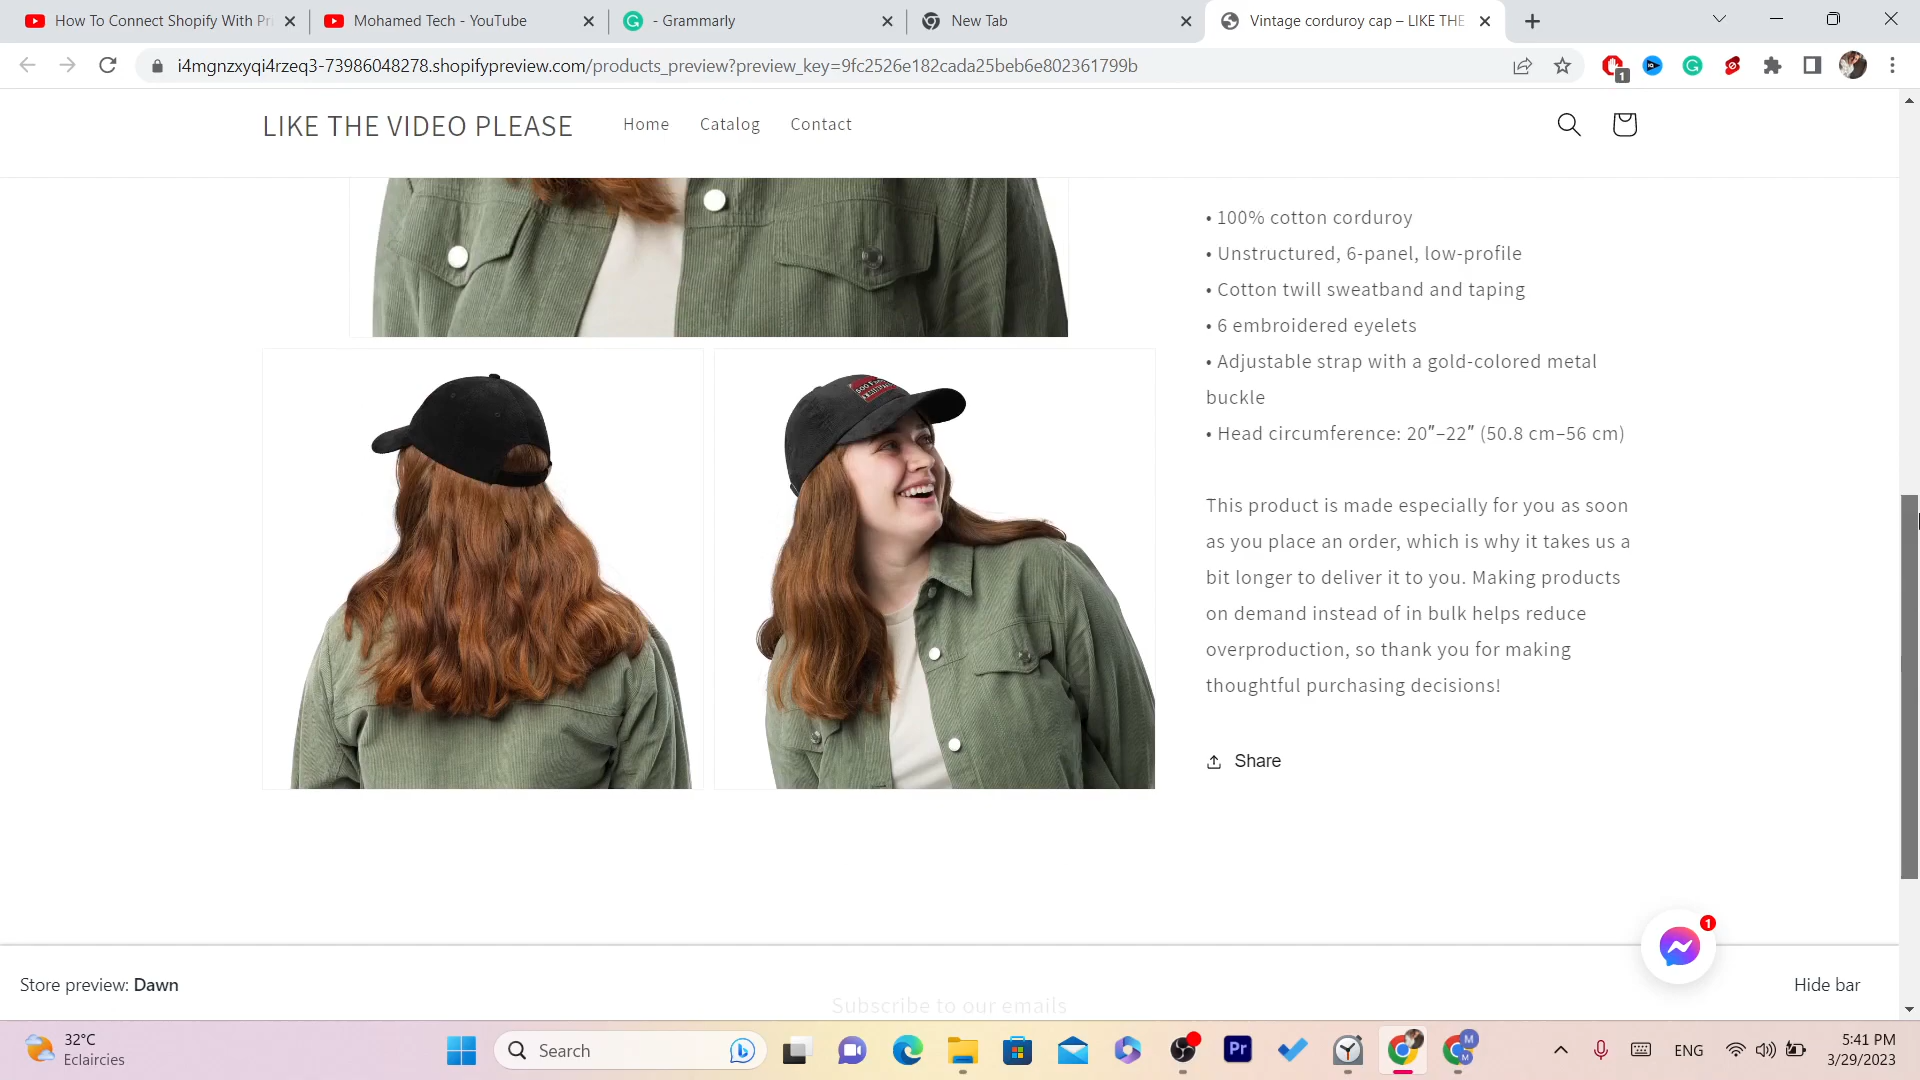 How To Connect Shopify With Pri
Mohamed Tech - YouTube
- Grammarly
New Tab
Vintage corduroy cap – LIKE THE
i4mgnzxyqi4rzeq3-73986048278.shopifypreview.com/products_preview?preview_key=9fc2526e182cada25beb6e802361799b
1
LIKE THE VIDEO PLEASE
Home
Catalog
Contact
• 100% cotton corduroy
• Unstructured, 6-panel, low-profile
• Cotton twill sweatband and taping
• 6 embroidered eyelets
• Adjustable strap with a gold-colored metal
buckle
• Head circumference: 20″–22″ (50.8 cm–56 cm)
This product is made especially for you as soon
as you place an order, which is why it takes us a
bit longer to deliver it to you. Making products
on demand instead of in bulk helps reduce
overproduction, so thank you for making
thoughtful purchasing decisions!
Share
1
Store preview: Dawn
Hide bar
Subscribe to our emails
32°C
Eclaircies
Search
Pr
M
M
ENG
5:41 PM
3/29/2023